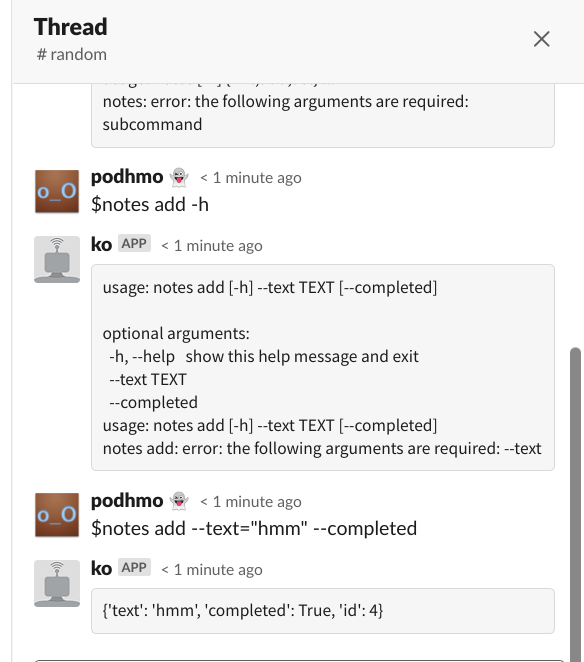 Thread
# random
notes: error: the following arguments are required:
subcommand
podhmo 👻 < 1 minute ago
$notes add -h
ko APP < 1 minute ago
usage: notes add [-h] --text TEXT [--completed]
optional arguments:
-h, --help show this help message and exit
--text TEXT
--completed
usage: notes add [-h] --text TEXT [--completed]
notes add: error: the following arguments are required: --text
podhmo 👻 < 1 minute ago
$notes add --text="hmm" --completed
ko APP < 1 minute ago
{'text': 'hmm', 'completed': True, 'id': 4}